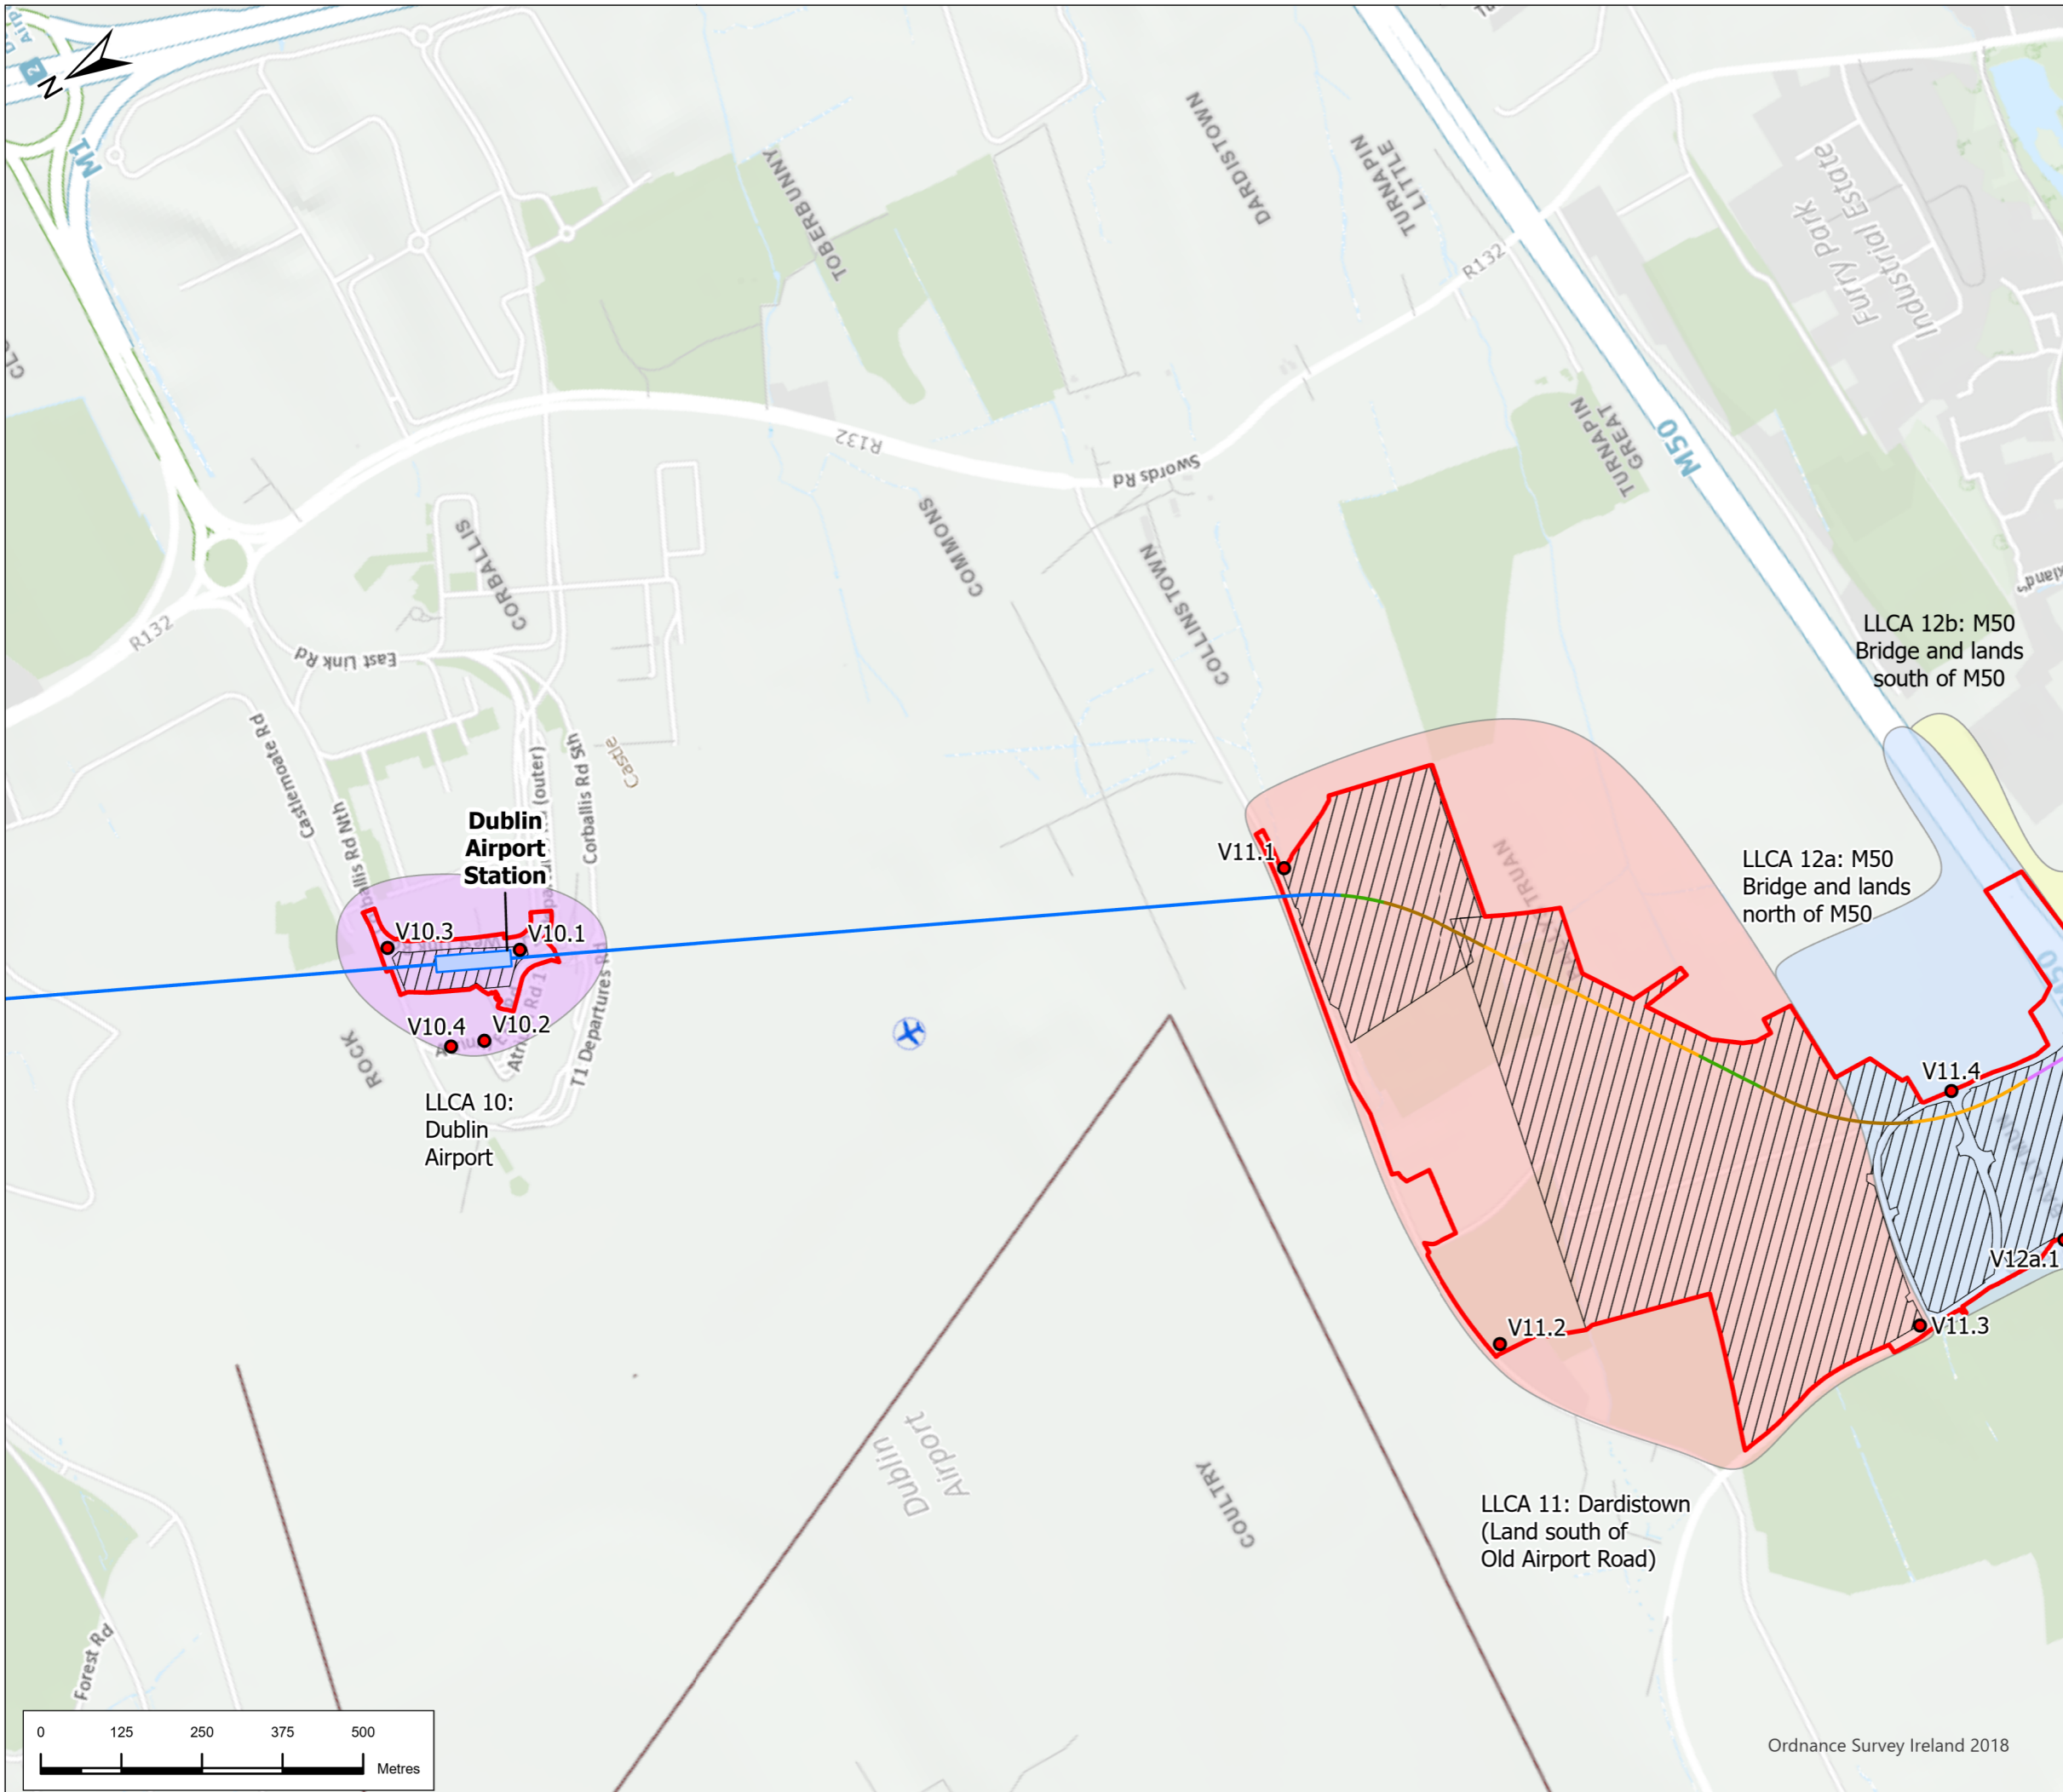 N
2
M1
TOBERBUNNY
DARDISTOWN
TURNAPIN
LITTLE
R132
Furry Park
Industrial Estate
R132
Swords Rd
TURNAPIN
GREAT
M50
CORBALLIS
COMMONS
COLLINSTOWN
R132
East Link Rd
LLCA 12b: M50
Bridge and lands
south of M50
Castlemoate Rd
Corballis Rd Sth
Castle
(outer)
Dublin
Airport
Station
V10.3
V10.1
V10.4
V10.2
T1 Departures
ROCK
LLCA 10:
Dublin
Airport
V11.1
LLCA 12a: M50
Bridge and lands
north of M50
V11.4
V12a.1
V11.2
V11.3
Dublin
Airport
COULTRY
LLCA 11: Dardistown
(Land south of
Old Airport Road)
Forest Rd
0 125 250 375 500
Metres
Ordnance Survey Ireland 2018